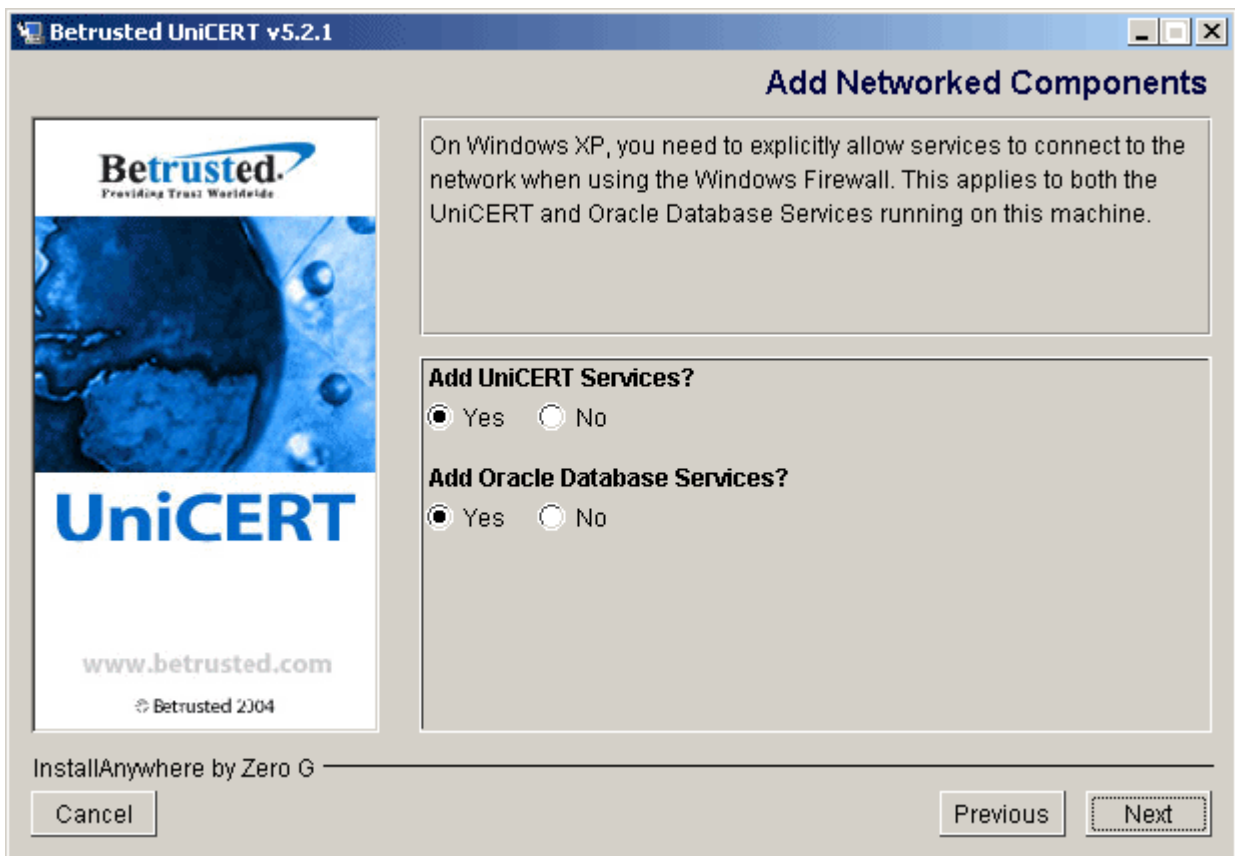 Betrusted UniCERT v5.2.1
Add Networked Components
Betrusted.
Providing Trust Worldwide
On Windows XP, you need to explicitly allow services to connect to the
network when using the Windows Firewall. This applies to both the
UniCERT and Oracle Database Services running on this machine.
Add UniCERT Services?
Yes No
Add Oracle Database Services?
Yes No
UniCERT
www.betrusted.com
© Betrusted 2004
InstallAnywhere by Zero G
Cancel Previous Next